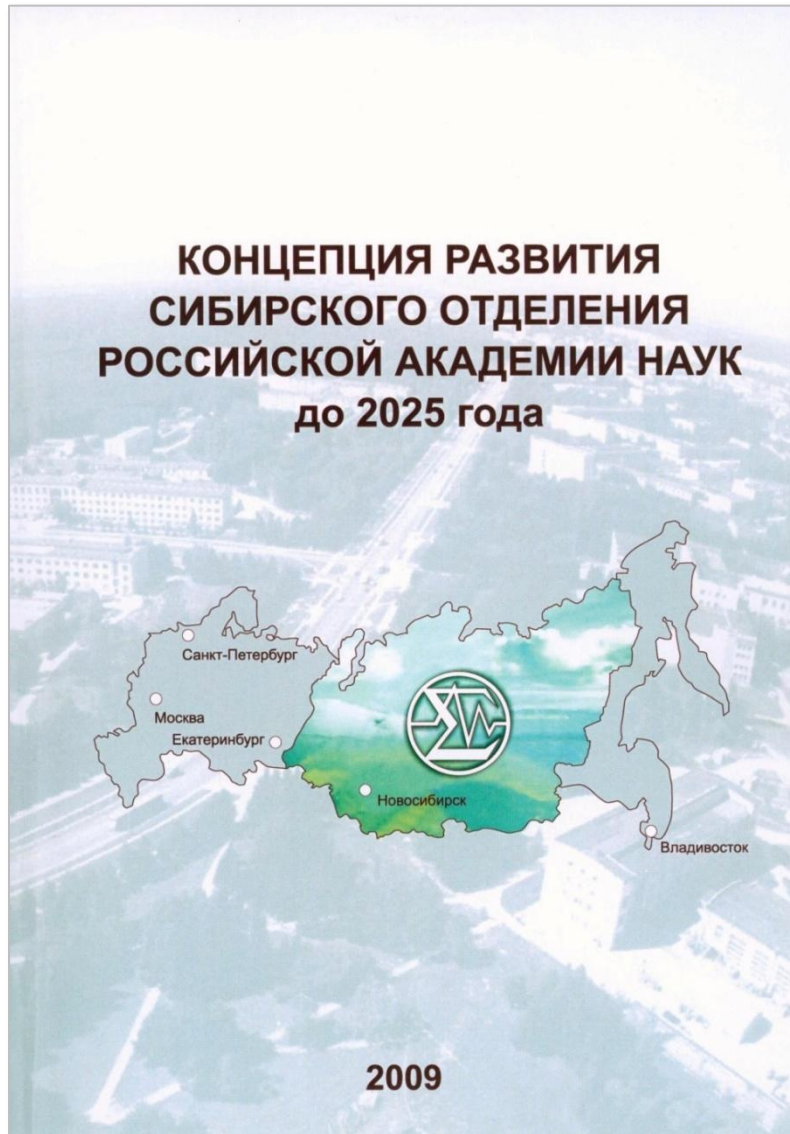 КОНЦЕПЦИЯ РАЗВИТИЯ
СИБИРСКОГО ОТДЕЛЕНИЯ
РОССИЙСКОЙ АКАДЕМИИ НАУК
до 2025 года
Санкт-Петербург
Москва
Екатеринбург
Новосибирск
Владивосток
2009